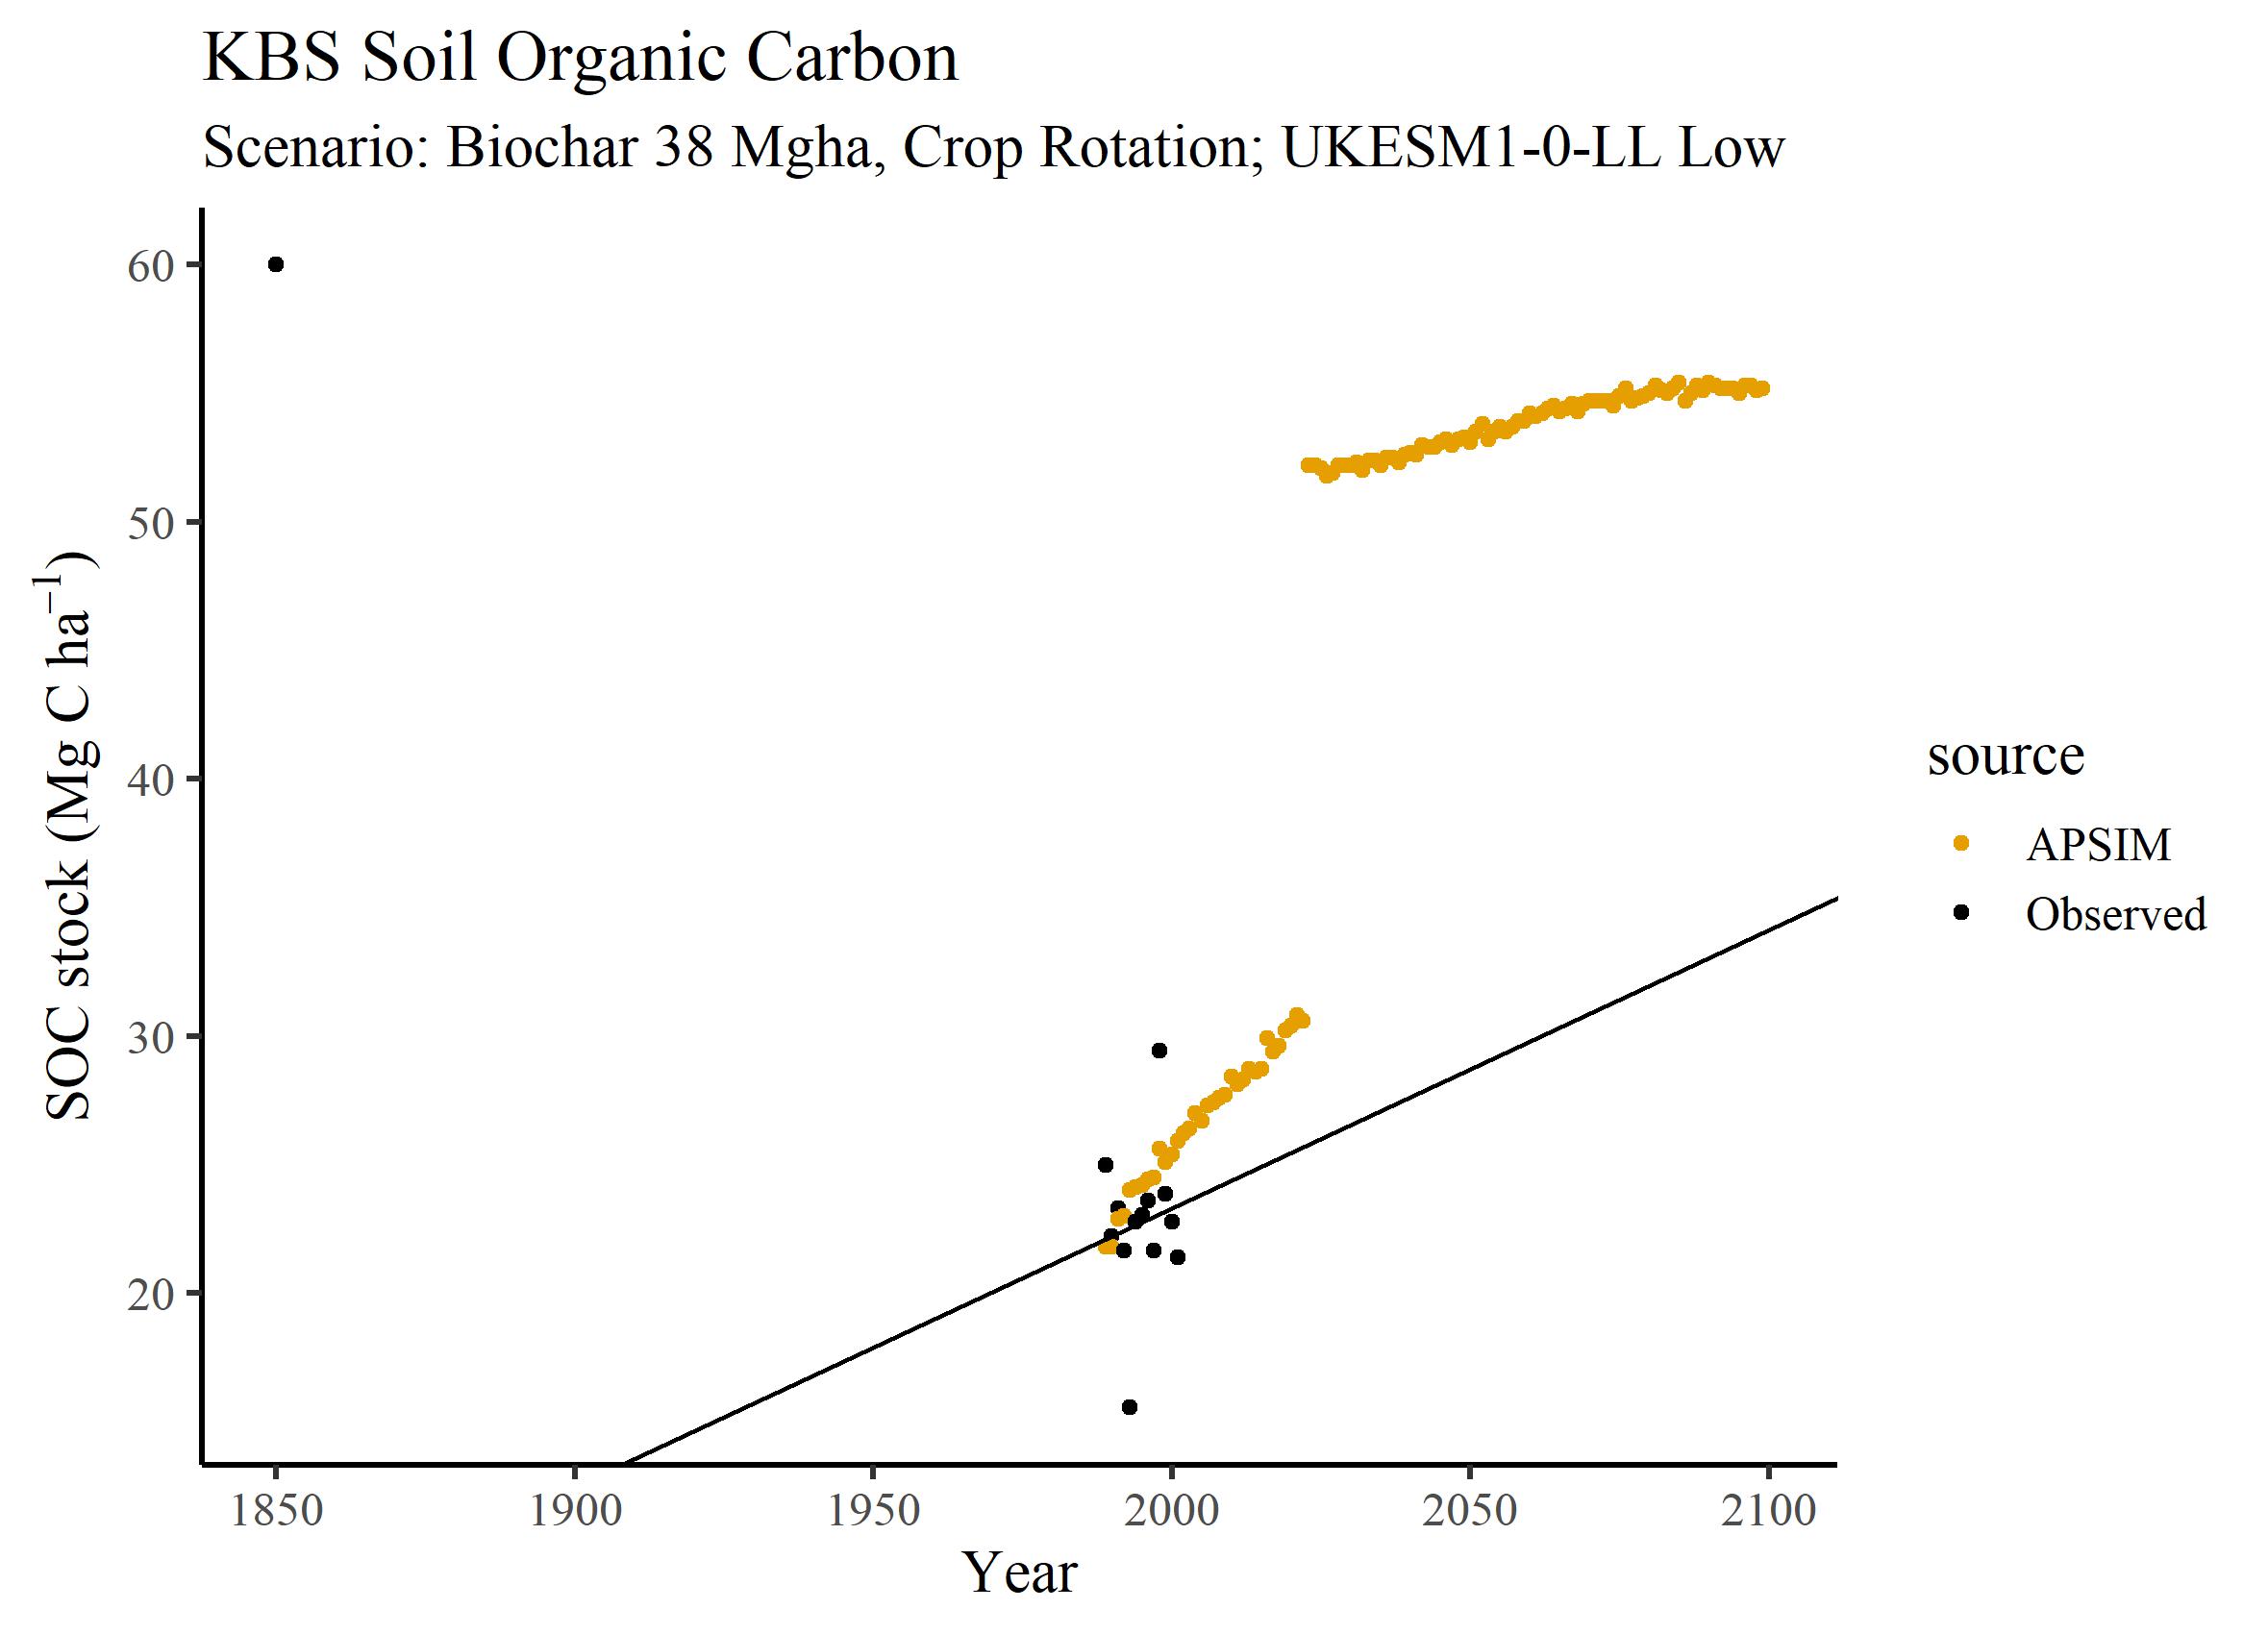 KBS Soil Organic Carbon
Scenario: Biochar 38 Mgha, Crop Rotation; UKESM1-0-LL Low
60
50
40
30
20
SOC stock (Mg C ha⁻¹)
1850 1900 1950 2000 2050 2100
Year
source
APSIM
Observed